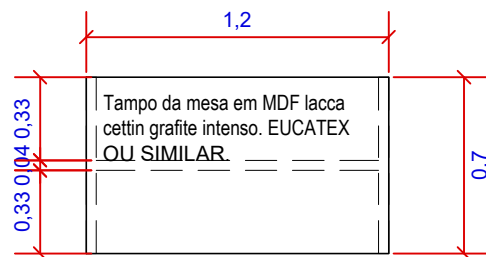 1,2
Tampo da mesa em MDF lacca
cettin grafite intenso. EUCATEX
OU SIMILAR.
0,33
0,04
0,33
0,7